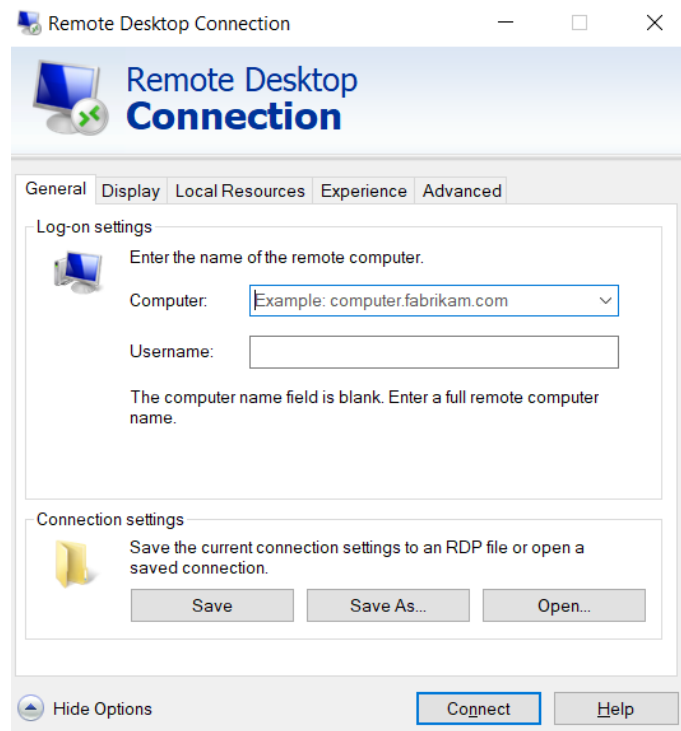 Remote Desktop Connection
Remote Desktop
Connection
General Display Local Resources Experience Advanced
Log-on settings
Enter the name of the remote computer.
Computer: Example: computer.fabrikam.com
Username:
The computer name field is blank. Enter a full remote computer
name.
Connection settings
Save the current connection settings to an RDP file or open a
saved connection.
Save Save As... Open...
Hide Options Connect Help